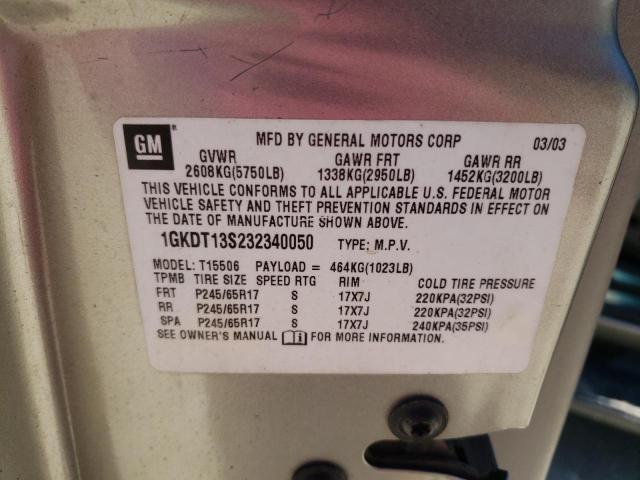 GM ® MFD BY GENERAL MOTORS CORP 03/03
GVWR GAWR FRT GAWR RR
2608KG(5750LB) 1338KG(2950LB) 1452KG(3200LB)
THIS VEHICLE CONFORMS TO ALL APPLICABLE U.S. FEDERAL MOTOR
VEHICLE SAFETY AND THEFT PREVENTION STANDARDS IN EFFECT ON
THE DATE OF MANUFACTURE SHOWN ABOVE.
1GKDT13S232340050 TYPE: M.P.V.
MODEL: T15506 PAYLOAD = 464KG(1023LB)
TPMB TIRE SIZE SPEED RTG RIM COLD TIRE PRESSURE
FRT P245/65R17 S 17X7J 220KPA(32PSI)
RR P245/65R17 S 17X7J 220KPA(32PSI)
SPA P245/65R17 S 17X7J 240KPA(35PSI)
SEE OWNER'S MANUAL FOR MORE INFORMATION.